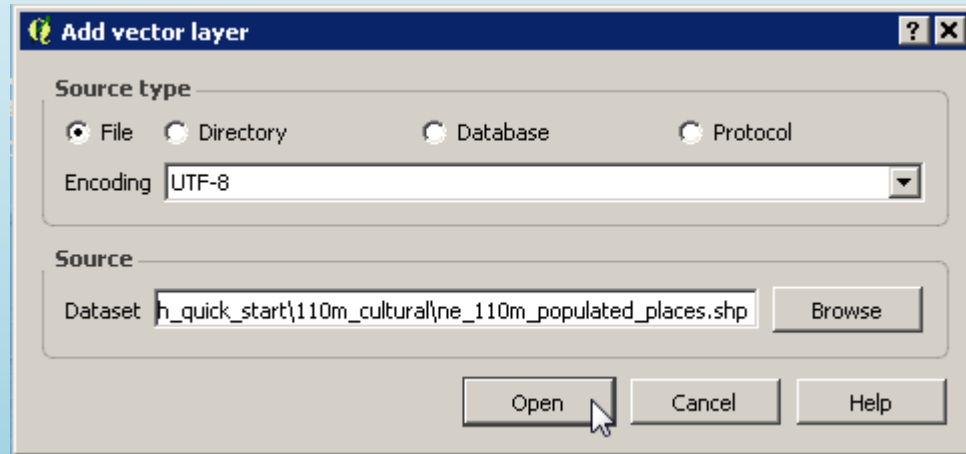 Add vector layer
Source type
File Directory Database Protocol
Encoding UTF-8
Source
Dataset h_quick_start\110m_cultural\ne_110m_populated_places.shp Browse
Open Cancel Help